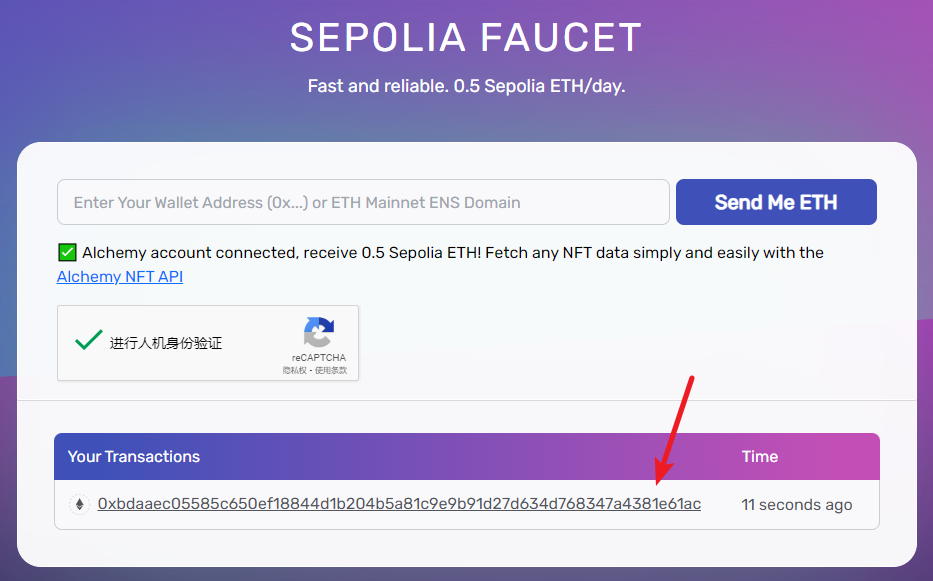 SEPOLIA FAUCET
Fast and reliable. 0.5 Sepolia ETH/day.
Enter Your Wallet Address (0x...) or ETH Mainnet ENS Domain
Send Me ETH
Alchemy account connected, receive 0.5 Sepolia ETH! Fetch any NFT data simply and easily with the
Alchemy NFT API
进行人机身份验证
reCAPTCHA
隐私权 - 使用条款
Your Transactions
Time
0xbdaaec05585c650ef18844d1b204b5a81c9e9b91d27d634d768347a4381e61ac
11 seconds ago